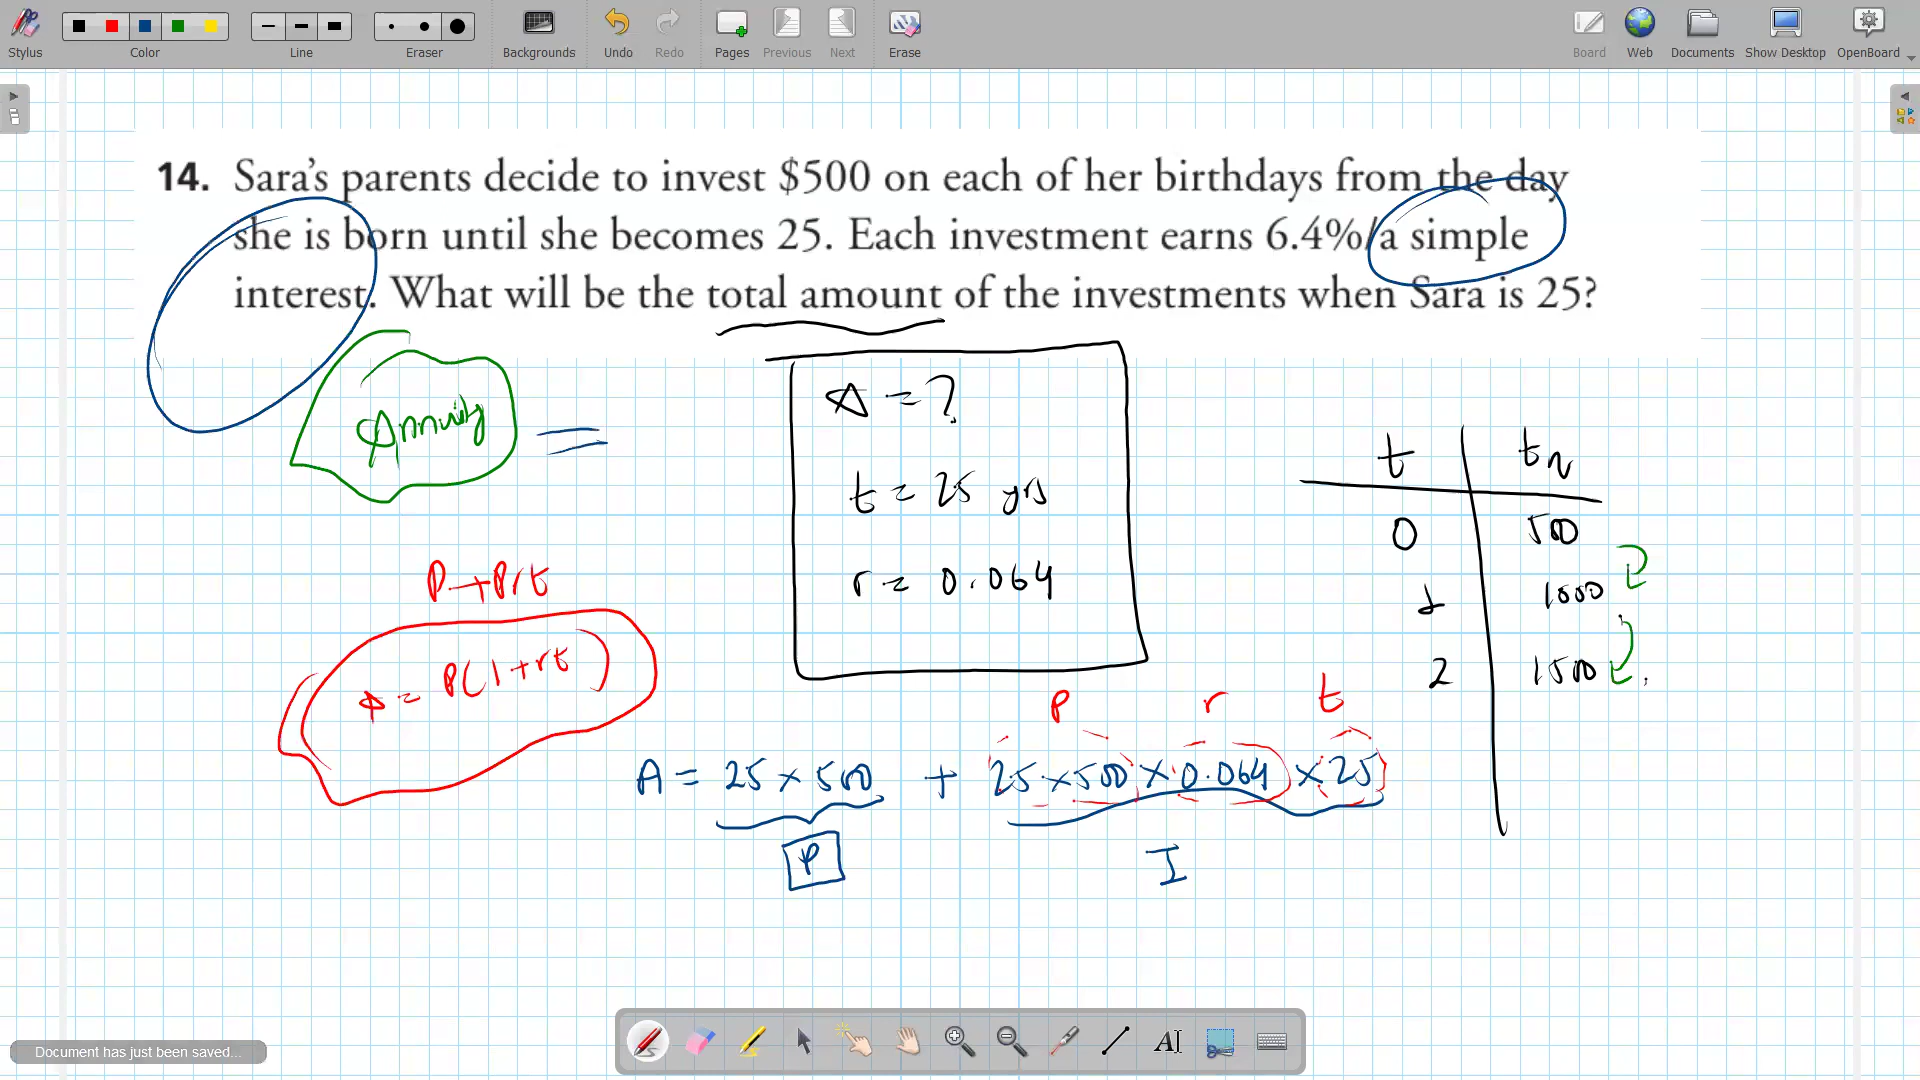 Stylus
Color
Line
Eraser
Backgrounds
Undo
Redo
Pages
Previous
Next
Erase
Board
Web
Documents
Show Desktop
OpenBoard
14. Sara's parents decide to invest $500 on each of her birthdays from the day
she is born until she becomes 25. Each investment earns 6.4%/a simple
interest. What will be the total amount of the investments when Sara is 25?
Annuity =
A = ?
t = 25 yrs
r = 0.064
t tn
0 500
1 1000
2 1500
P+Prt
A = P(1+rt)
P r t
A = 25 × 500 + 25 × 500 × 0.064 × 25
P I
Document has just been saved...